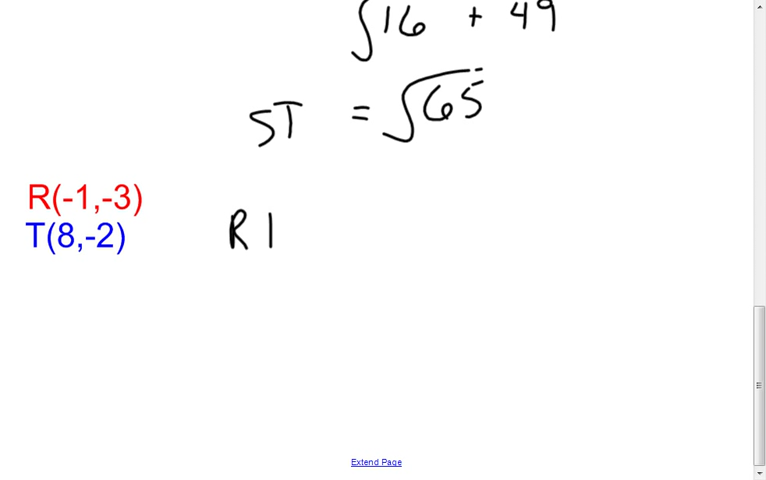 √16 + 49
ST = √65
R(-1,-3)
T(8,-2)
R I
Extend Page